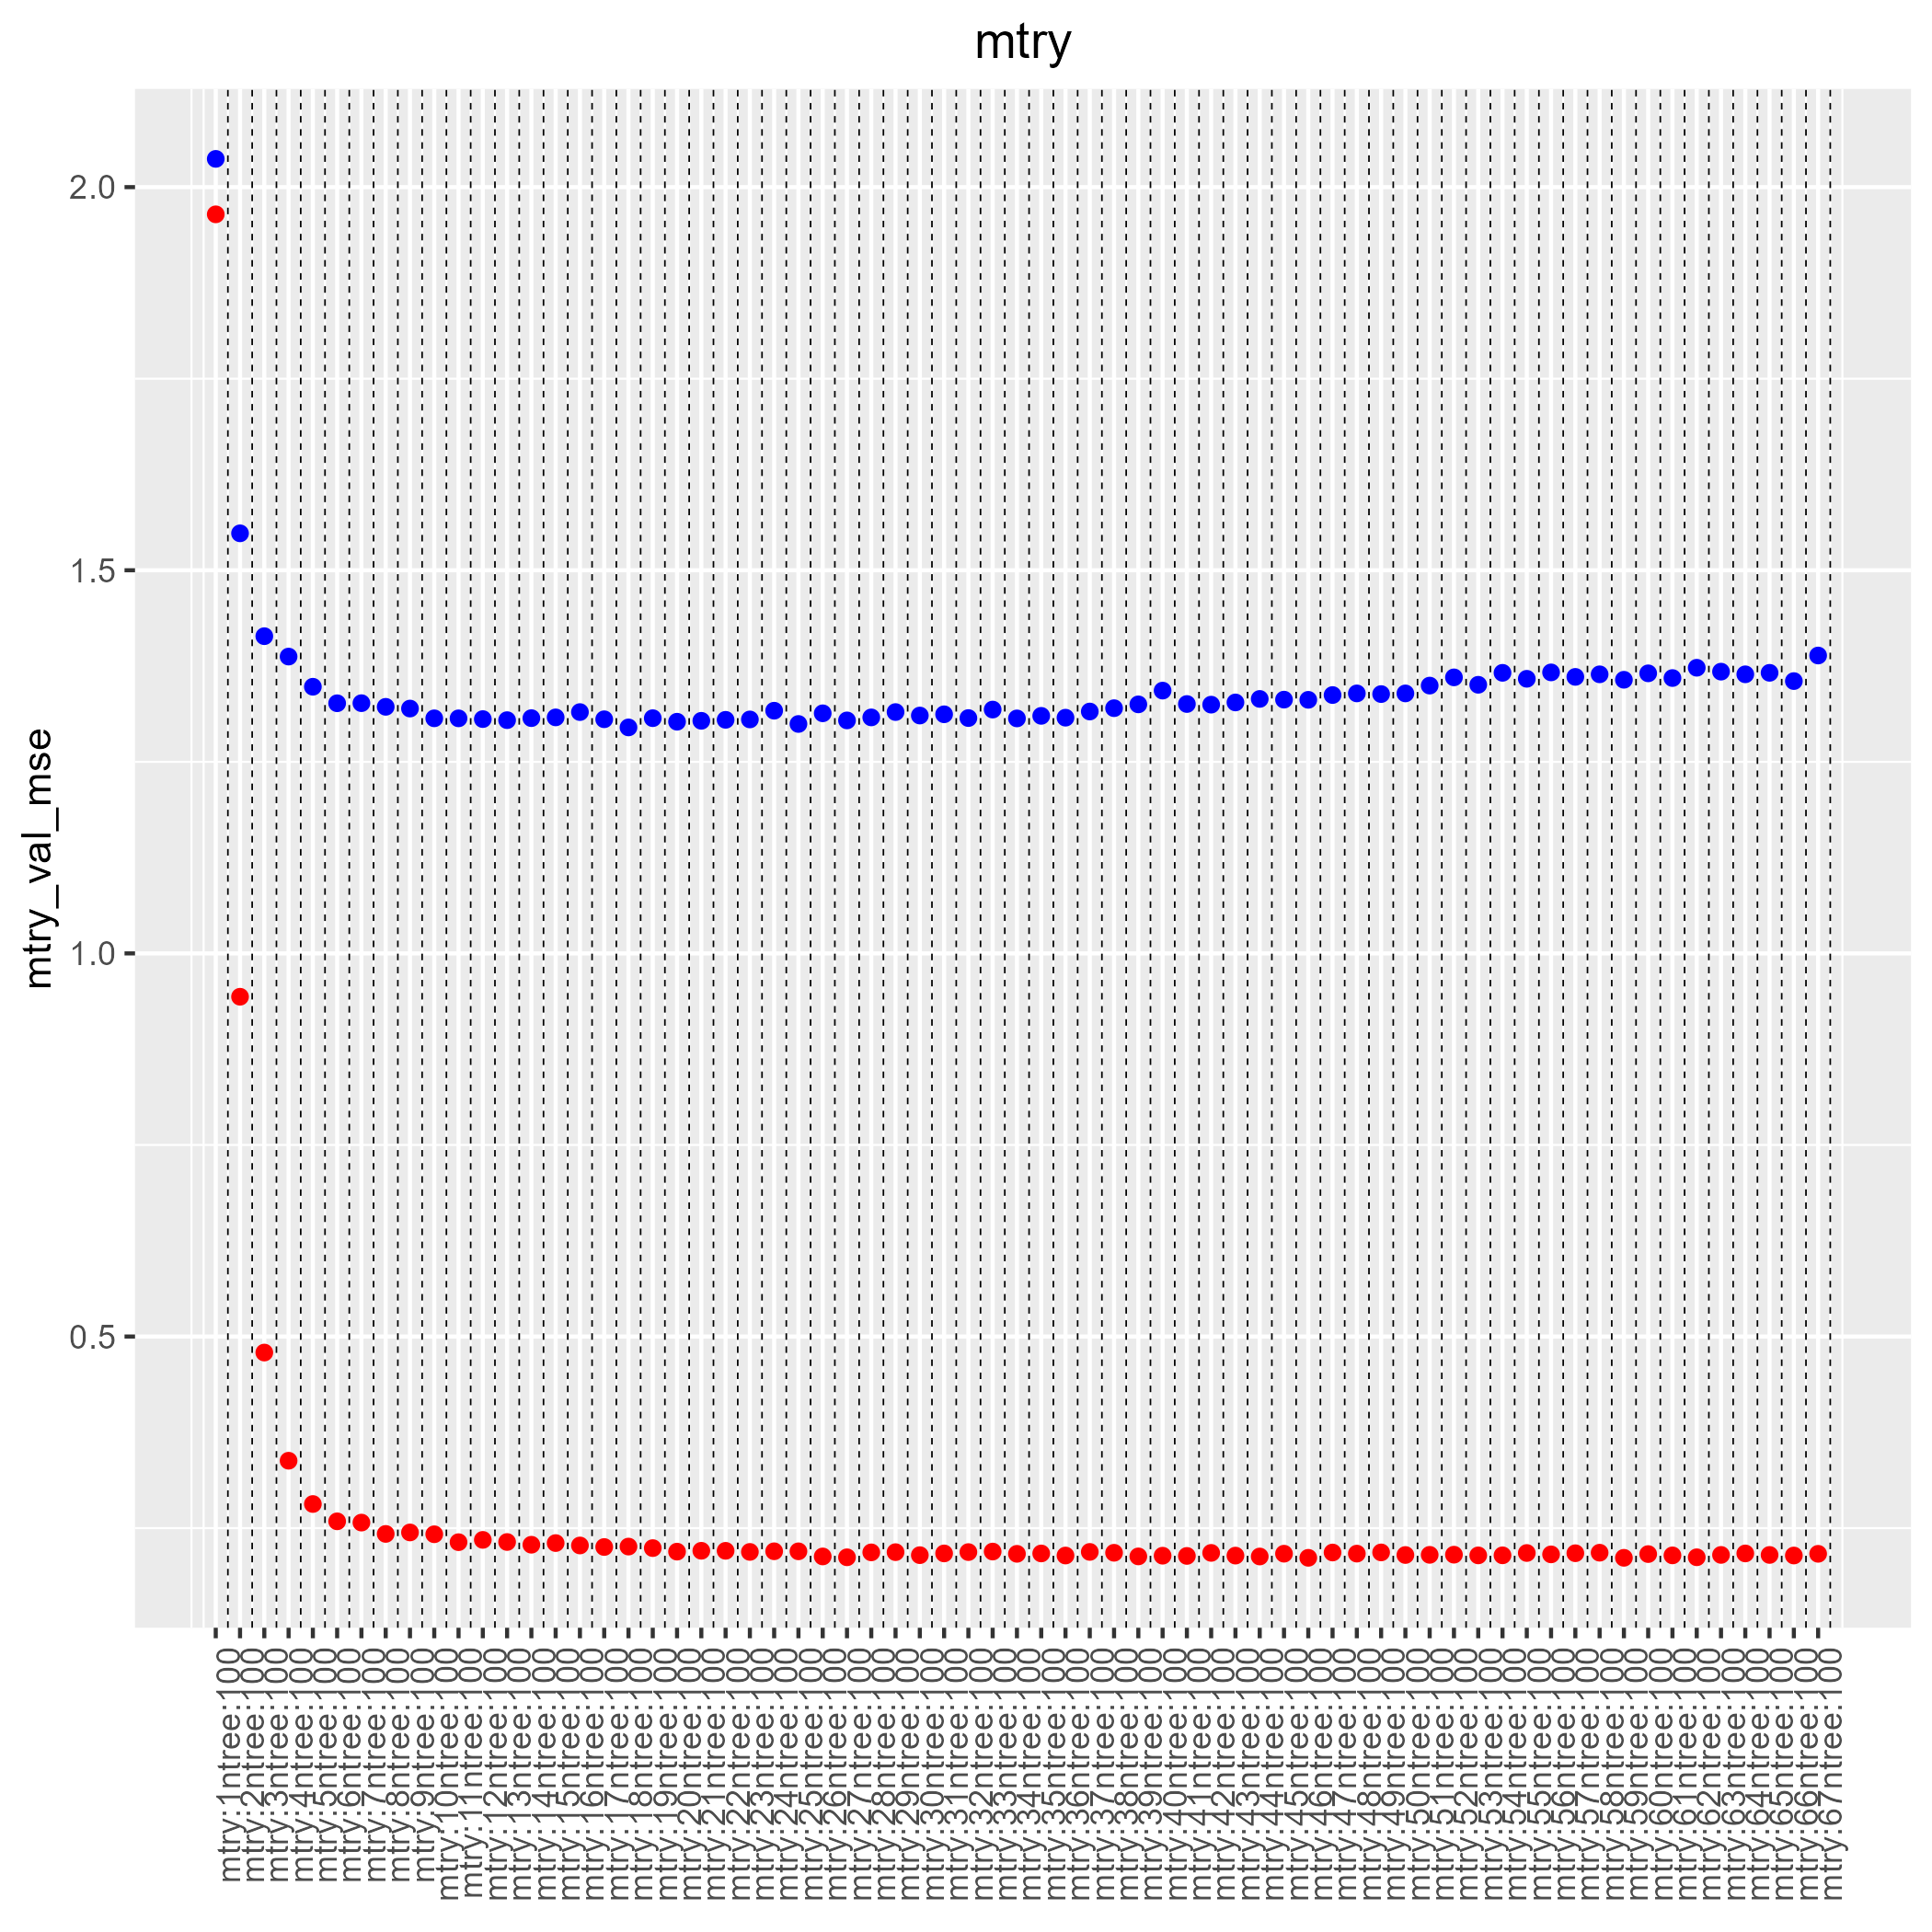 mtry
mtry_val_mse
2.0
1.5
1.0
0.5
mtry:1ntree:100
mtry:2ntree:100
mtry:3ntree:100
mtry:4ntree:100
mtry:5ntree:100
mtry:6ntree:100
mtry:7ntree:100
mtry:8ntree:100
mtry:9ntree:100
mtry:10ntree:100
mtry:11ntree:100
mtry:12ntree:100
mtry:13ntree:100
mtry:14ntree:100
mtry:15ntree:100
mtry:16ntree:100
mtry:17ntree:100
mtry:18ntree:100
mtry:19ntree:100
mtry:20ntree:100
mtry:21ntree:100
mtry:22ntree:100
mtry:23ntree:100
mtry:24ntree:100
mtry:25ntree:100
mtry:26ntree:100
mtry:27ntree:100
mtry:28ntree:100
mtry:29ntree:100
mtry:30ntree:100
mtry:31ntree:100
mtry:32ntree:100
mtry:33ntree:100
mtry:34ntree:100
mtry:35ntree:100
mtry:36ntree:100
mtry:37ntree:100
mtry:38ntree:100
mtry:39ntree:100
mtry:40ntree:100
mtry:41ntree:100
mtry:42ntree:100
mtry:43ntree:100
mtry:44ntree:100
mtry:45ntree:100
mtry:46ntree:100
mtry:47ntree:100
mtry:48ntree:100
mtry:49ntree:100
mtry:50ntree:100
mtry:51ntree:100
mtry:52ntree:100
mtry:53ntree:100
mtry:54ntree:100
mtry:55ntree:100
mtry:56ntree:100
mtry:57ntree:100
mtry:58ntree:100
mtry:59ntree:100
mtry:60ntree:100
mtry:61ntree:100
mtry:62ntree:100
mtry:63ntree:100
mtry:64ntree:100
mtry:65ntree:100
mtry:66ntree:100
mtry:67ntree:100